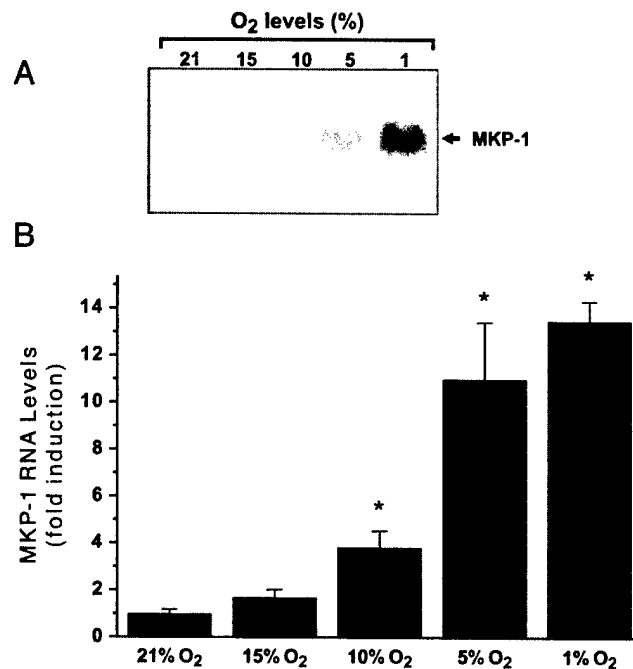 O2 levels (%)
A
21 15 10 5 1
MKP-1
B
MKP-1 RNA Levels
(fold induction)
14
12
10
8
6
4
2
0
* * *
21% O2 15% O2 10% O2 5% O2 1% O2